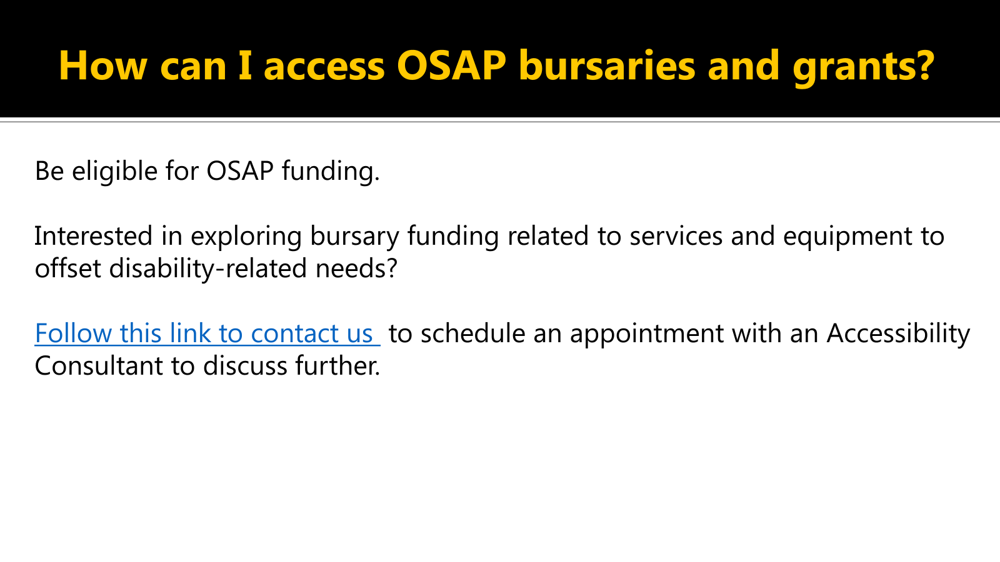 How can I access OSAP bursaries and grants?
Be eligible for OSAP funding.
Interested in exploring bursary funding related to services and equipment to
offset disability-related needs?
Follow this link to contact us  to schedule an appointment with an Accessibility
Consultant to discuss further.